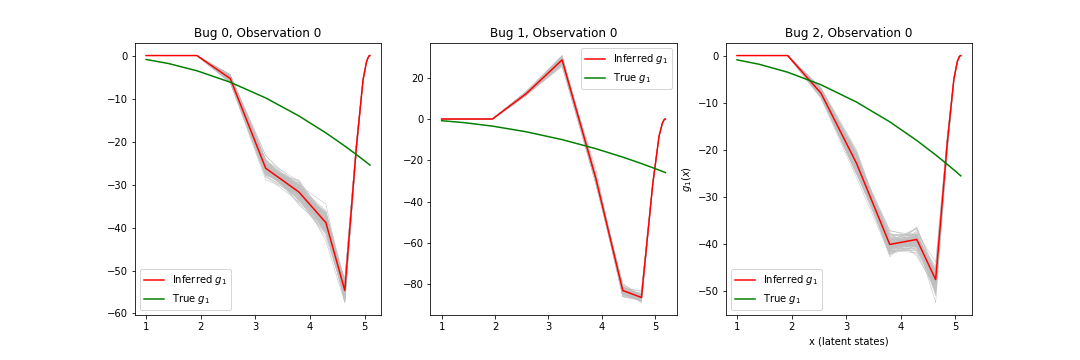 Bug 0, Observation 0
0
−10
−20
−30
−40
−50
−60
1 2 3 4 5
Inferred g₁
True g₁
Bug 1, Observation 0
20
0
−20
−40
−60
−80
1 2 3 4 5
Inferred g₁
True g₁
Bug 2, Observation 0
g₁(x)
0
−10
−20
−30
−40
−50
1 2 3 4 5
x (latent states)
Inferred g₁
True g₁